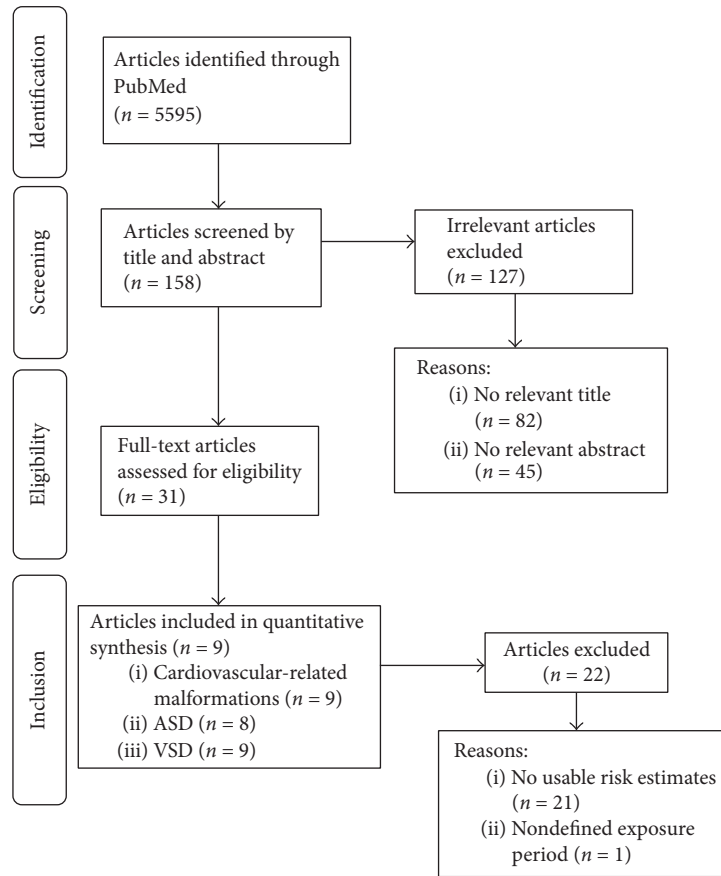 Identification
Articles identified through
PubMed
(n = 5595)
Screening
Articles screened by
title and abstract
(n = 158)
Irrelevant articles
excluded
(n = 127)
Reasons:
(i) No relevant title
(n = 82)
(ii) No relevant abstract
(n = 45)
Eligibility
Full-text articles
assessed for eligibility
(n = 31)
Inclusion
Articles included in quantitative
synthesis (n = 9)
(i) Cardiovascular-related
malformations (n = 9)
(ii) ASD (n = 8)
(iii) VSD (n = 9)
Articles excluded
(n = 22)
Reasons:
(i) No usable risk estimates
(n = 21)
(ii) Nondefined exposure
period (n = 1)